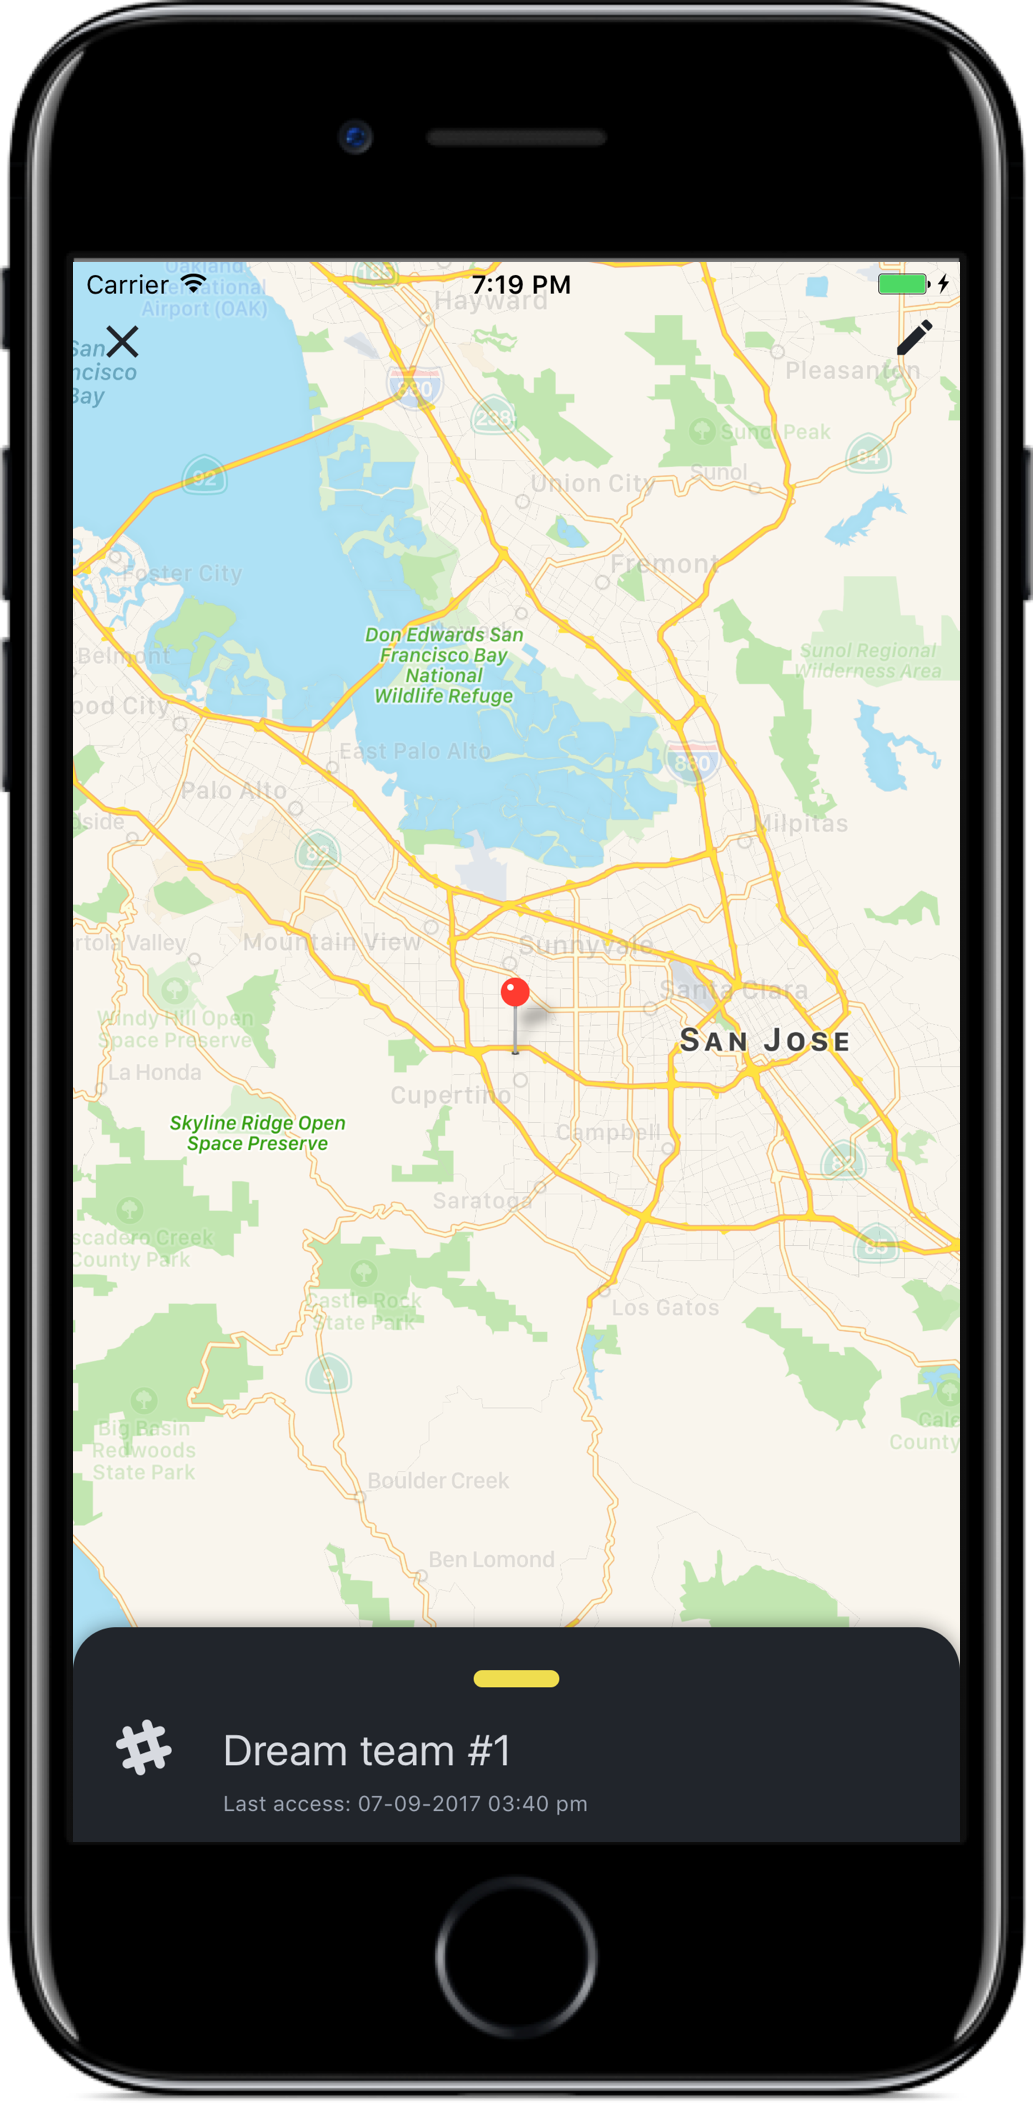 Carrier
7:19 PM
Oakland
International
Airport (OAK)
185
Hayward
San
ncisco
Bay
880
Pleasanton
238
Sunol Peak
84
92
Union City
Sunol
Foster City
Fremont
Newark
Don Edwards San
Francisco Bay
National
Wildlife Refuge
Belmont
Sunol Regional
Wilderness Area
ood City
East Palo Alto
880
Palo Alto
dside
Milpitas
82
rtola Valley
Mountain View
Sunnyvale
Santa Clara
Windy Hill Open
Space Preserve
SAN JOSE
La Honda
Cupertino
Skyline Ridge Open
Space Preserve
Campbell
82
Saratoga
scadero Creek
County Park
85
Castle Rock
State Park
Los Gatos
9
Big Basin
Redwoods
State Park
Cale
County
Boulder Creek
Ben Lomond
Dream team #1
Last access: 07-09-2017 03:40 pm